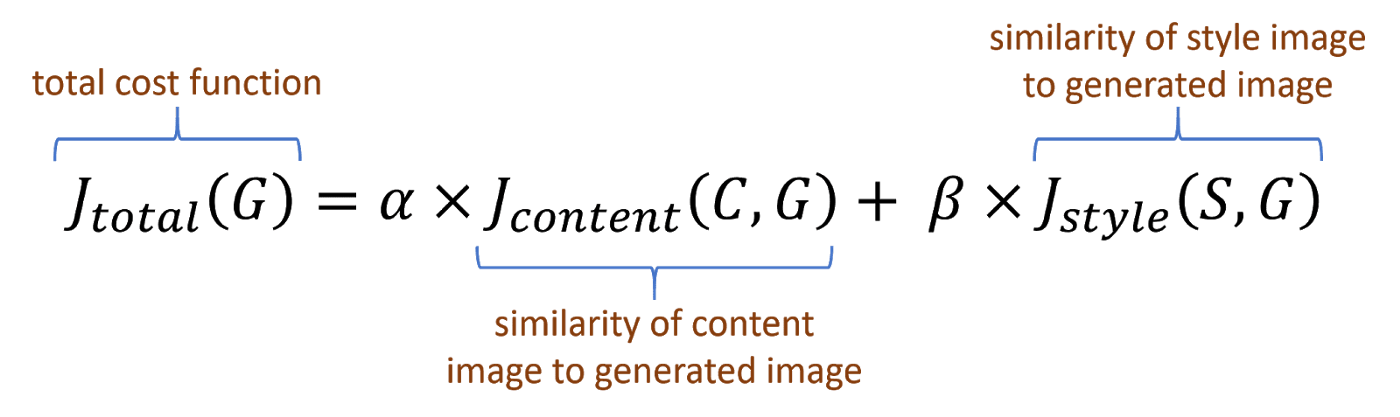 similarity of style image
to generated image
total cost function
J_total(G) = α × J_content(C, G) + β × J_style(S, G)
similarity of content
image to generated image